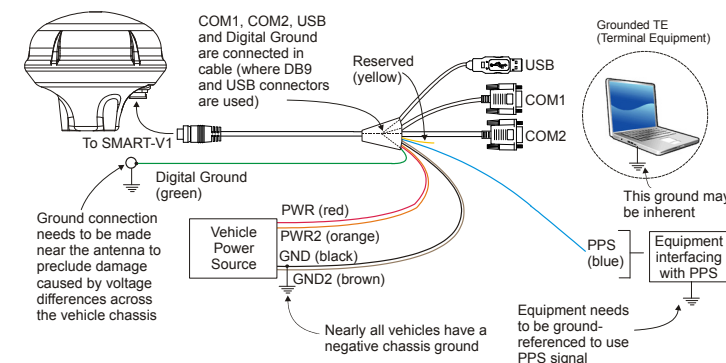 COM1, COM2, USB
and Digital Ground
are connected in
cable (where DB9
and USB connectors
are used)
Reserved
(yellow)
Grounded TE
(Terminal Equipment)
USB
COM1
COM2
To SMART-V1
Digital Ground
(green)
This ground may
be inherent
Ground connection
needs to be made
near the antenna to
preclude damage
caused by voltage
differences across
the vehicle chassis
Vehicle
Power
Source
PWR (red)
PWR2 (orange)
GND (black)
GND2 (brown)
PPS
(blue)
Equipment
interfacing
with PPS
Nearly all vehicles have a
negative chassis ground
Equipment needs
to be ground-
referenced to use
PPS signal